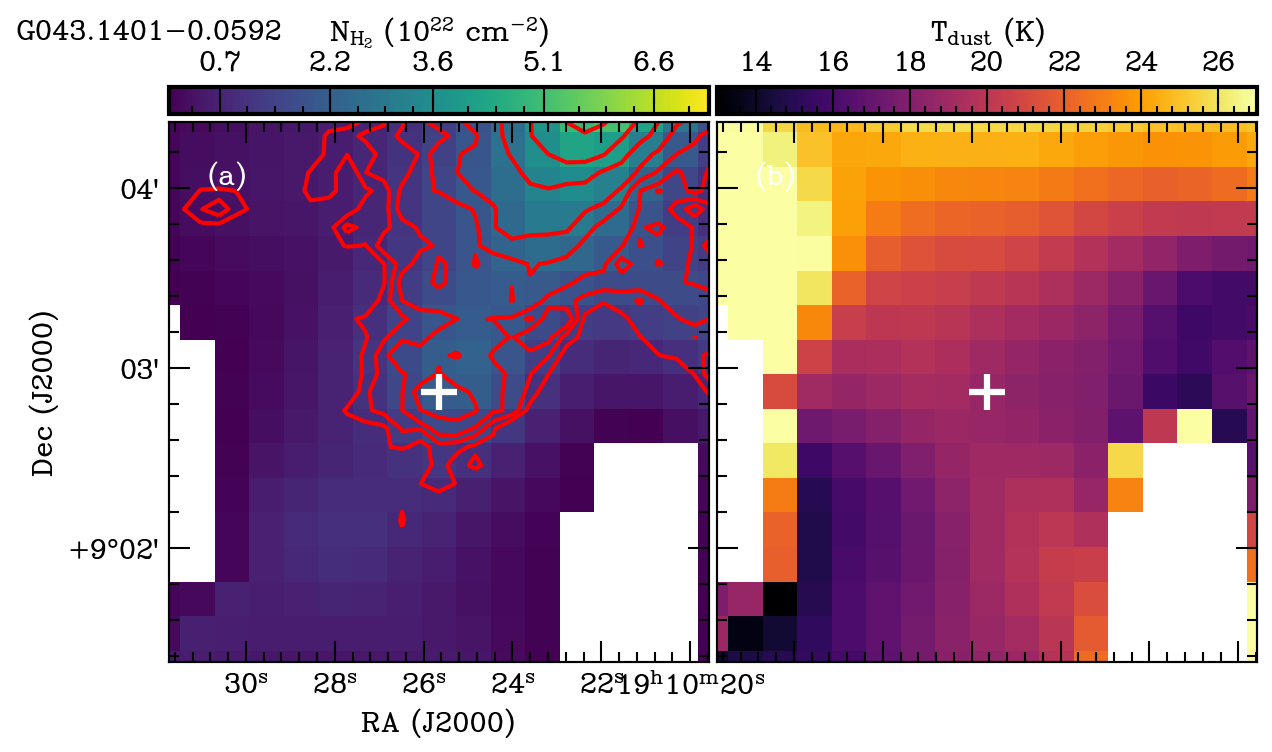 G043.1401−0.0592 N_H₂ (10²² cm⁻²) T_dust (K)
0.7 2.2 3.6 5.1 6.6 14 16 18 20 22 24 26
(a) (b)
04'
03'
+9°02'
Dec (J2000)
30ˢ 28ˢ 26ˢ 24ˢ 22ˢ 19ʰ10ᵐ20ˢ
RA (J2000)